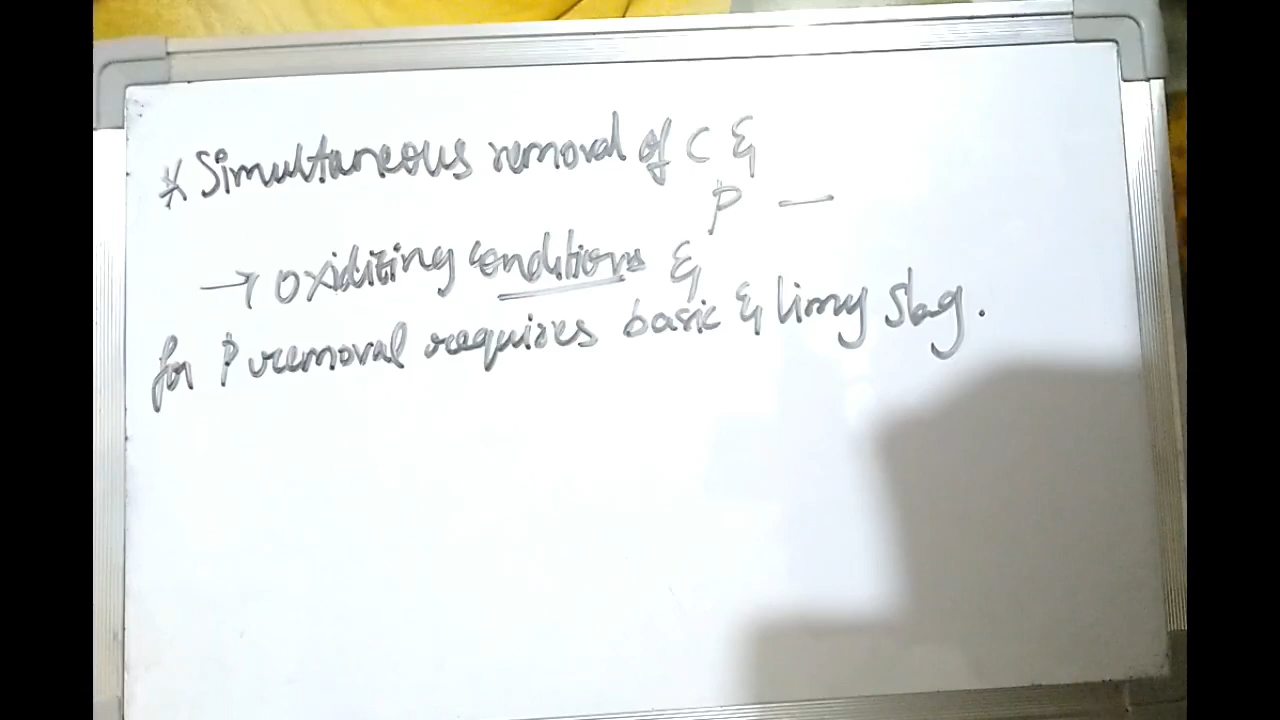 * Simultaneous removal of C &
P —
→ oxidizing conditions &
for P removal requires basic & limy slag.